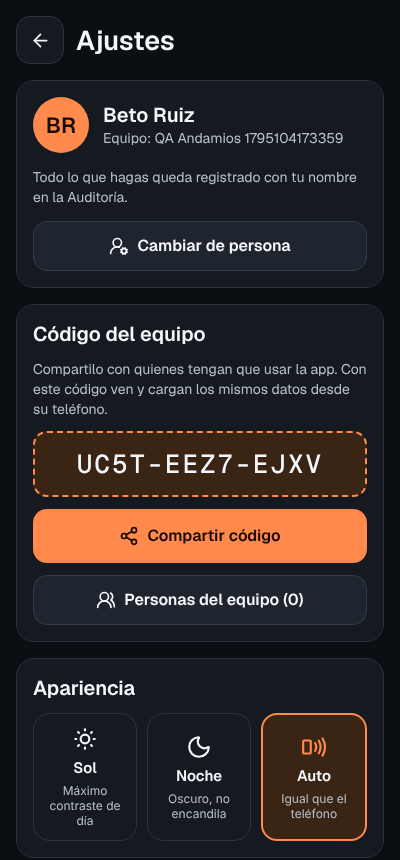 Ajustes
BR
Beto Ruiz
Equipo: QA Andamios 1795104173359
Todo lo que hagas queda registrado con tu nombre
en la Auditoría.
Cambiar de persona
Código del equipo
Compartilo con quienes tengan que usar la app. Con
este código ven y cargan los mismos datos desde
su teléfono.
UC5T-EEZ7-EJXV
Compartir código
Personas del equipo (0)
Apariencia
Sol
Máximo
contraste de
día
Noche
Oscuro, no
encandila
Auto
Igual que el
teléfono